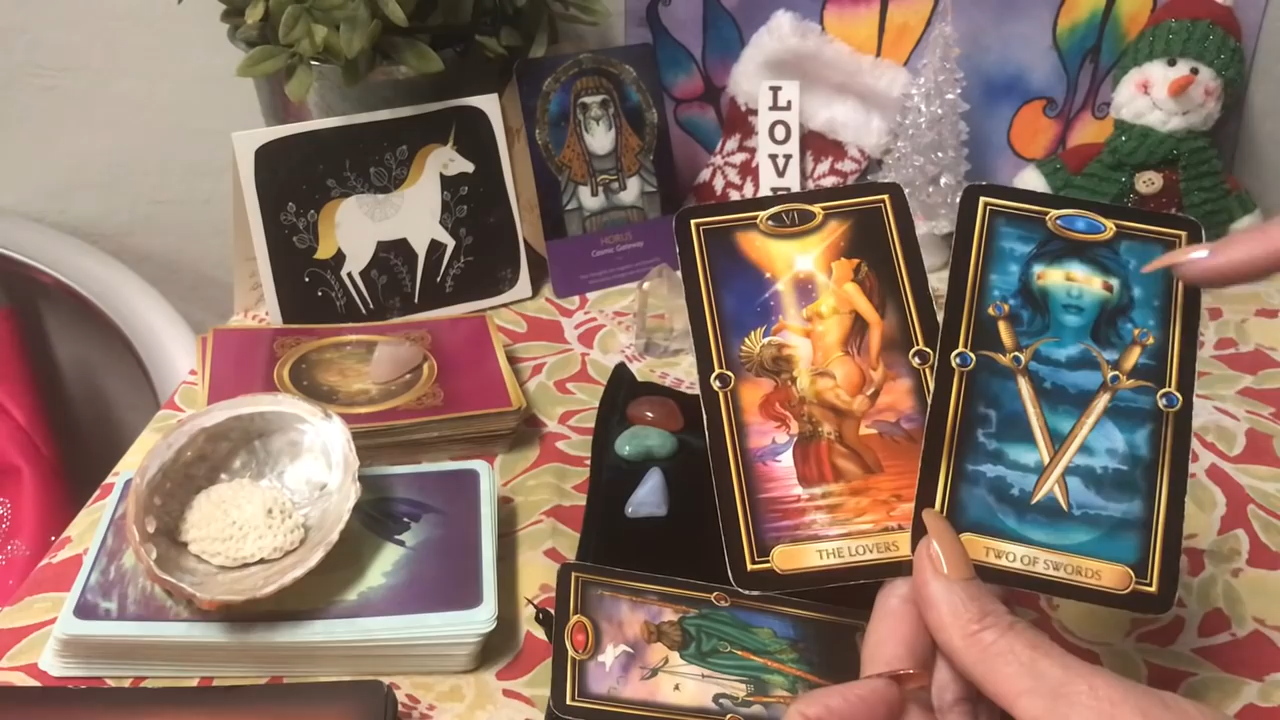 LOVE
HORUS
Cosmic Gateway
VI
THE LOVERS
TWO OF SWORDS